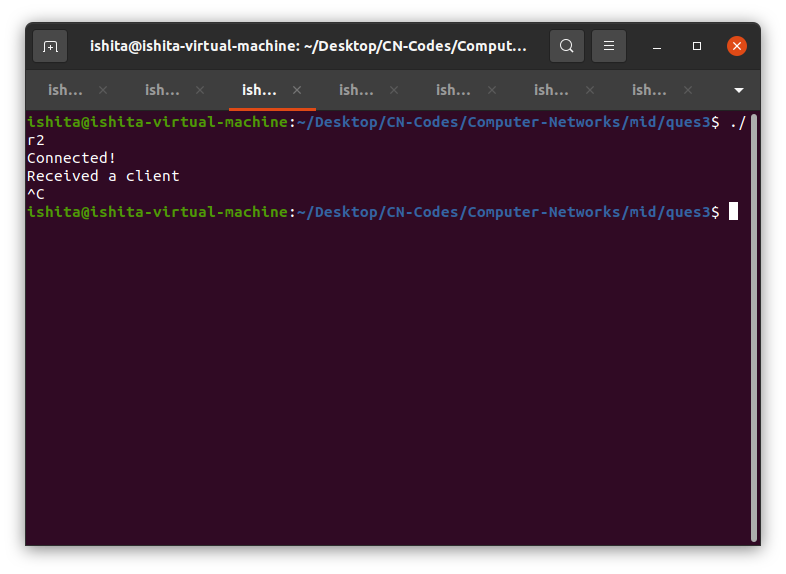 ishita@ishita-virtual-machine: ~/Desktop/CN-Codes/Comput...
ish... ish... ish... ish... ish... ish... ish...
ishita@ishita-virtual-machine:~/Desktop/CN-Codes/Computer-Networks/mid/ques3$ ./
r2
Connected!
Received a client
^C
ishita@ishita-virtual-machine:~/Desktop/CN-Codes/Computer-Networks/mid/ques3$